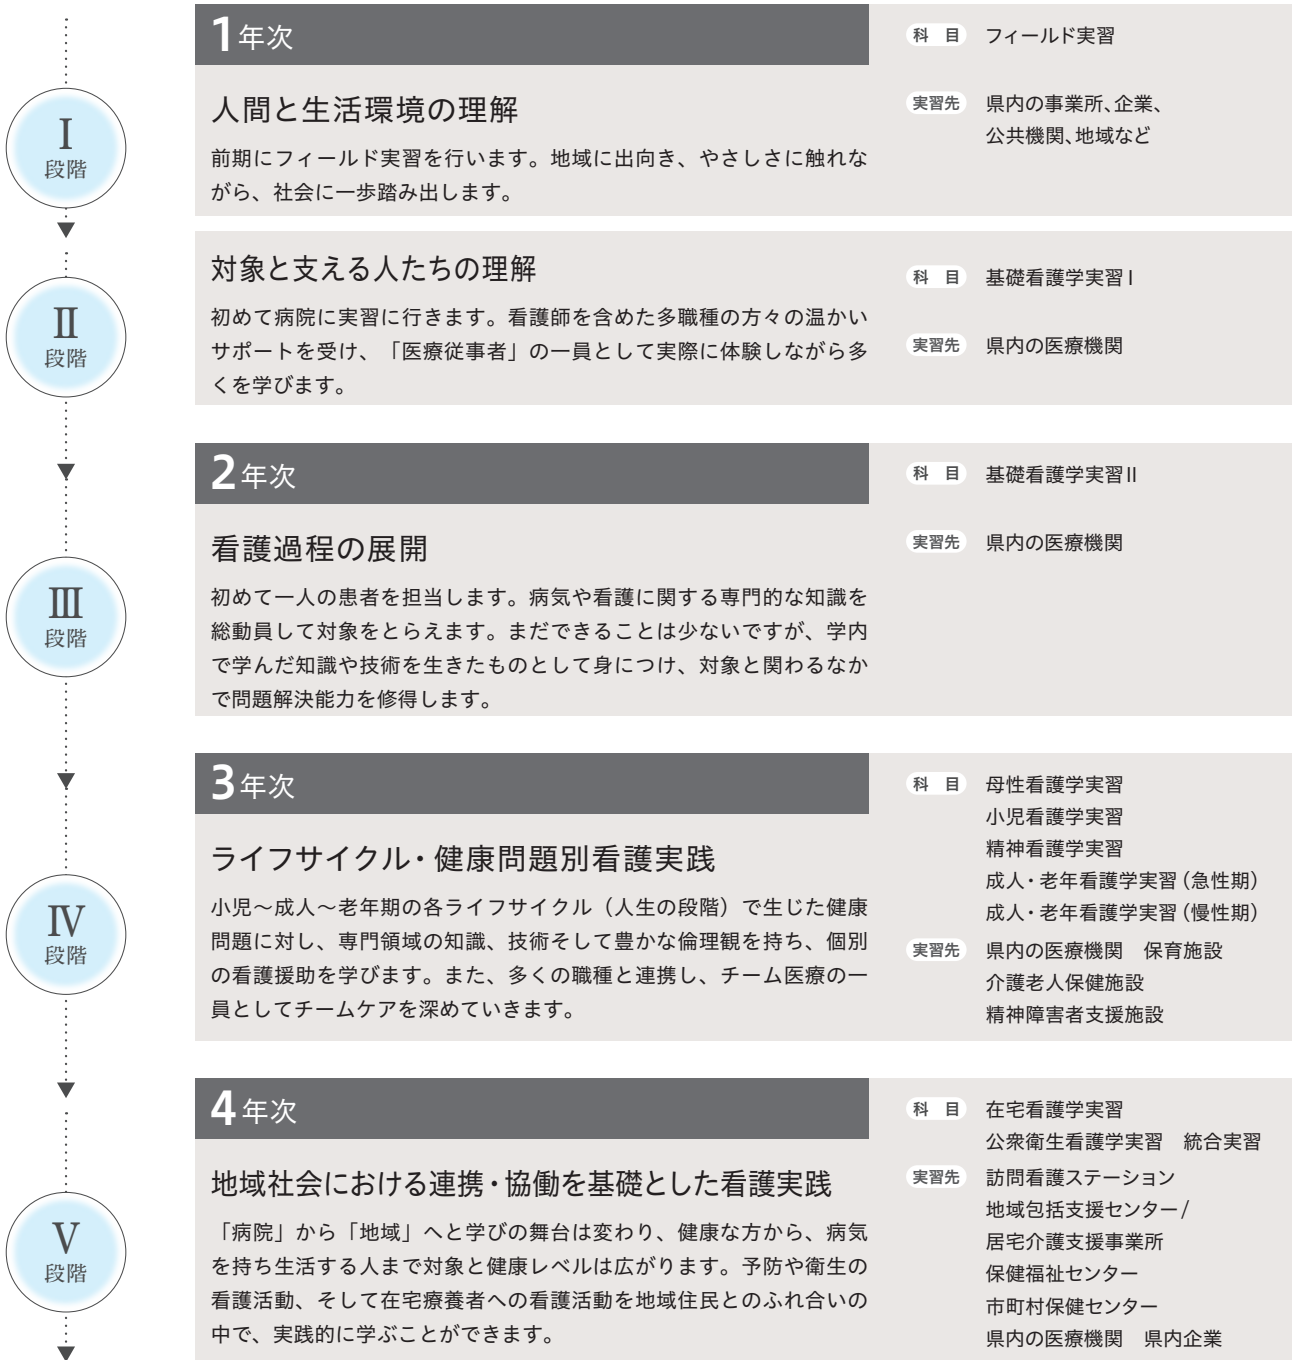 Ⅰ
段階
1年次
人間と生活環境の理解
前期にフィールド実習を行います。地域に出向き、やさしさに触れな
がら、社会に一歩踏み出します。
科 目 フィールド実習
実習先 県内の事業所、企業、
公共機関、地域など
Ⅱ
段階
対象と支える人たちの理解
初めて病院に実習に行きます。看護師を含めた多職種の方々の温かい
サポートを受け、「医療従事者」の一員として実際に体験しながら多
くを学びます。
科 目 基礎看護学実習Ⅰ
実習先 県内の医療機関
Ⅲ
段階
2年次
看護過程の展開
初めて一人の患者を担当します。病気や看護に関する専門的な知識を
総動員して対象をとらえます。まだできることは少ないですが、学内
で学んだ知識や技術を生きたものとして身につけ、対象と関わるなか
で問題解決能力を修得します。
科 目 基礎看護学実習Ⅱ
実習先 県内の医療機関
Ⅳ
段階
3年次
ライフサイクル・健康問題別看護実践
小児〜成人〜老年期の各ライフサイクル（人生の段階）で生じた健康
問題に対し、専門領域の知識、技術そして豊かな倫理観を持ち、個別
の看護援助を学びます。また、多くの職種と連携し、チーム医療の一
員としてチームケアを深めていきます。
科 目 母性看護学実習
小児看護学実習
精神看護学実習
成人・老年看護学実習（急性期）
成人・老年看護学実習（慢性期）
実習先 県内の医療機関 保育施設
介護老人保健施設
精神障害者支援施設
Ⅴ
段階
4年次
地域社会における連携・協働を基礎とした看護実践
「病院」から「地域」へと学びの舞台は変わり、健康な方から、病気
を持ち生活する人まで対象と健康レベルは広がります。予防や衛生の
看護活動、そして在宅療養者への看護活動を地域住民とのふれ合いの
中で、実践的に学ぶことができます。
科 目 在宅看護学実習
公衆衛生看護学実習 統合実習
実習先 訪問看護ステーション
地域包括支援センター/
居宅介護支援事業所
保健福祉センター
市町村保健センター
県内の医療機関 県内企業